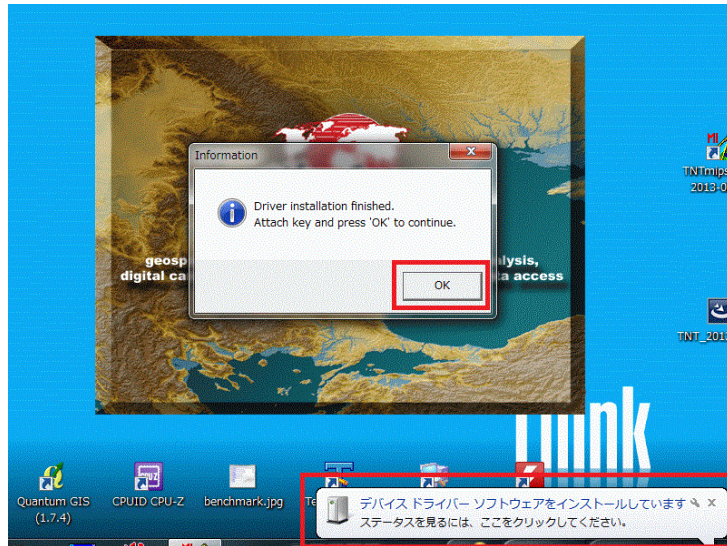 Information
Driver installation finished.
Attach key and press 'OK' to continue.
OK
lysis,
digital
access
MI
TNTmips
2013-0
TNT_201
Think
Quantum GIS
(1.7.4)
CPUID CPU-Z
benchmark.jpg
デバイス ドライバー ソフトウェアをインストールしています
ステータスを見るには、ここをクリックしてください。